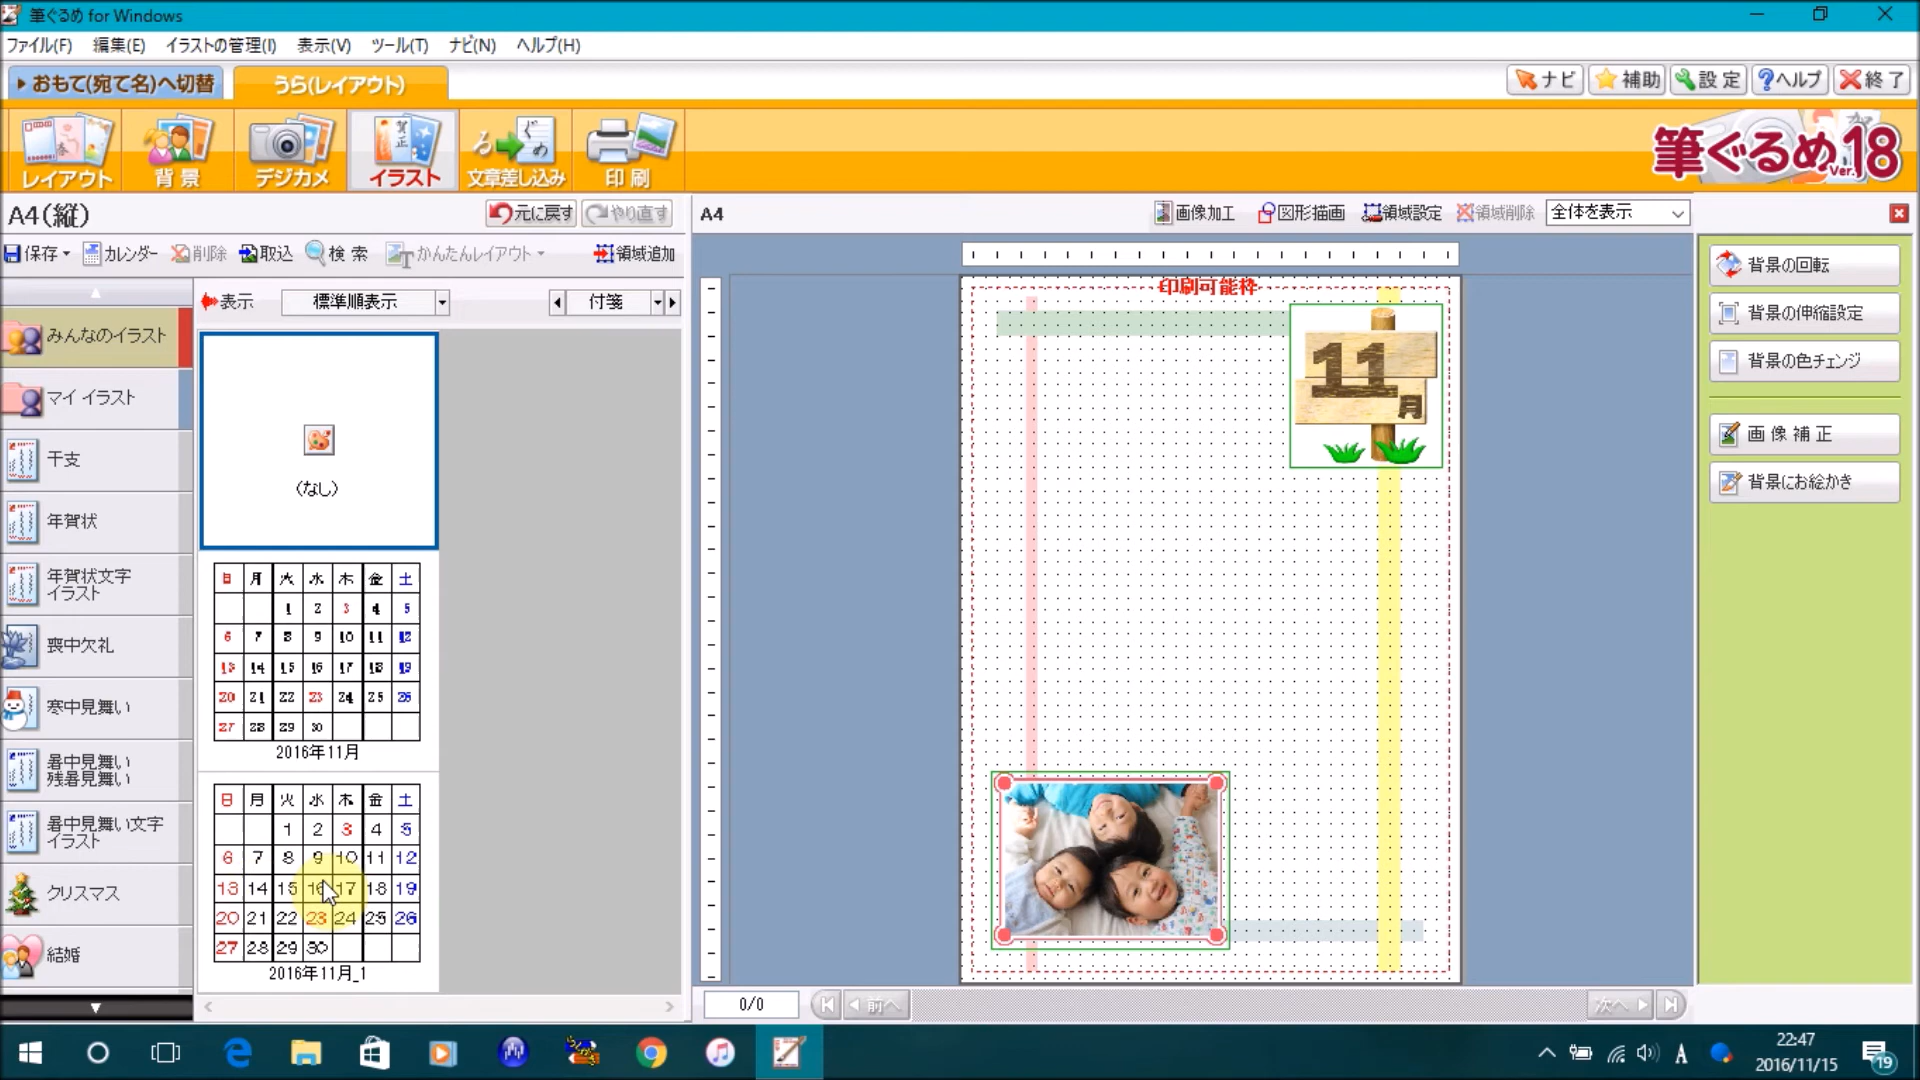 筆ぐるめ for Windows
ファイル(F) 編集(E) イラストの管理(I) 表示(V) ツール(T) ナビ(N) ヘルプ(H)
おもて(宛て名)へ切替 うら(レイアウト) ナビ 補助 設定 ヘルプ 終了
レイアウト 背景 デジカメ イラスト 文章差し込み 印刷 筆ぐるめ Ver.18
A4(縦) 元に戻す やり直す A4 画像加工 図形描画 領域設定 領域削除 全体を表示
保存 カレンダー 削除 取込 検索 かんたんレイアウト 領域追加
表示 標準順表示 付箋
みんなのイラスト
マイ イラスト
干支
年賀状
年賀状文字
イラスト
喪中欠礼
寒中見舞い
暑中見舞い
残暑見舞い
暑中見舞い文字
イラスト
クリスマス
結婚
(なし)
日 月 火 水 木 金 土
1 2 3 4 5
6 7 8 9 10 11 12
13 14 15 16 17 18 19
20 21 22 23 24 25 26
27 28 29 30
2016年11月
日 月 火 水 木 金 土
1 2 3 4 5
6 7 8 9 10 11 12
13 14 15 16 17 18 19
20 21 22 23 24 25 26
27 28 29 30
2016年11月_1
印刷可能枠
11月
背景の回転
背景の伸縮設定
背景の色チェンジ
画像補正
背景にお絵かき
0/0 前へ 次へ
A
22:47
2016/11/15
19